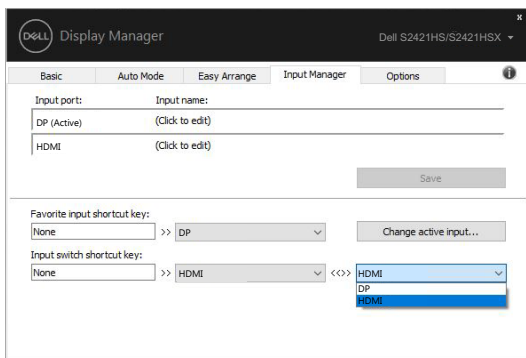 x
DELL Display Manager Dell S2421HS/S2421HSX
Basic Auto Mode Easy Arrange Input Manager Options i
Input port: Input name:
DP (Active) (Click to edit)
HDMI (Click to edit)
Save
Favorite input shortcut key:
None >> DP Change active input...
Input switch shortcut key:
None >> HDMI <<>> HDMI
DP
HDMI